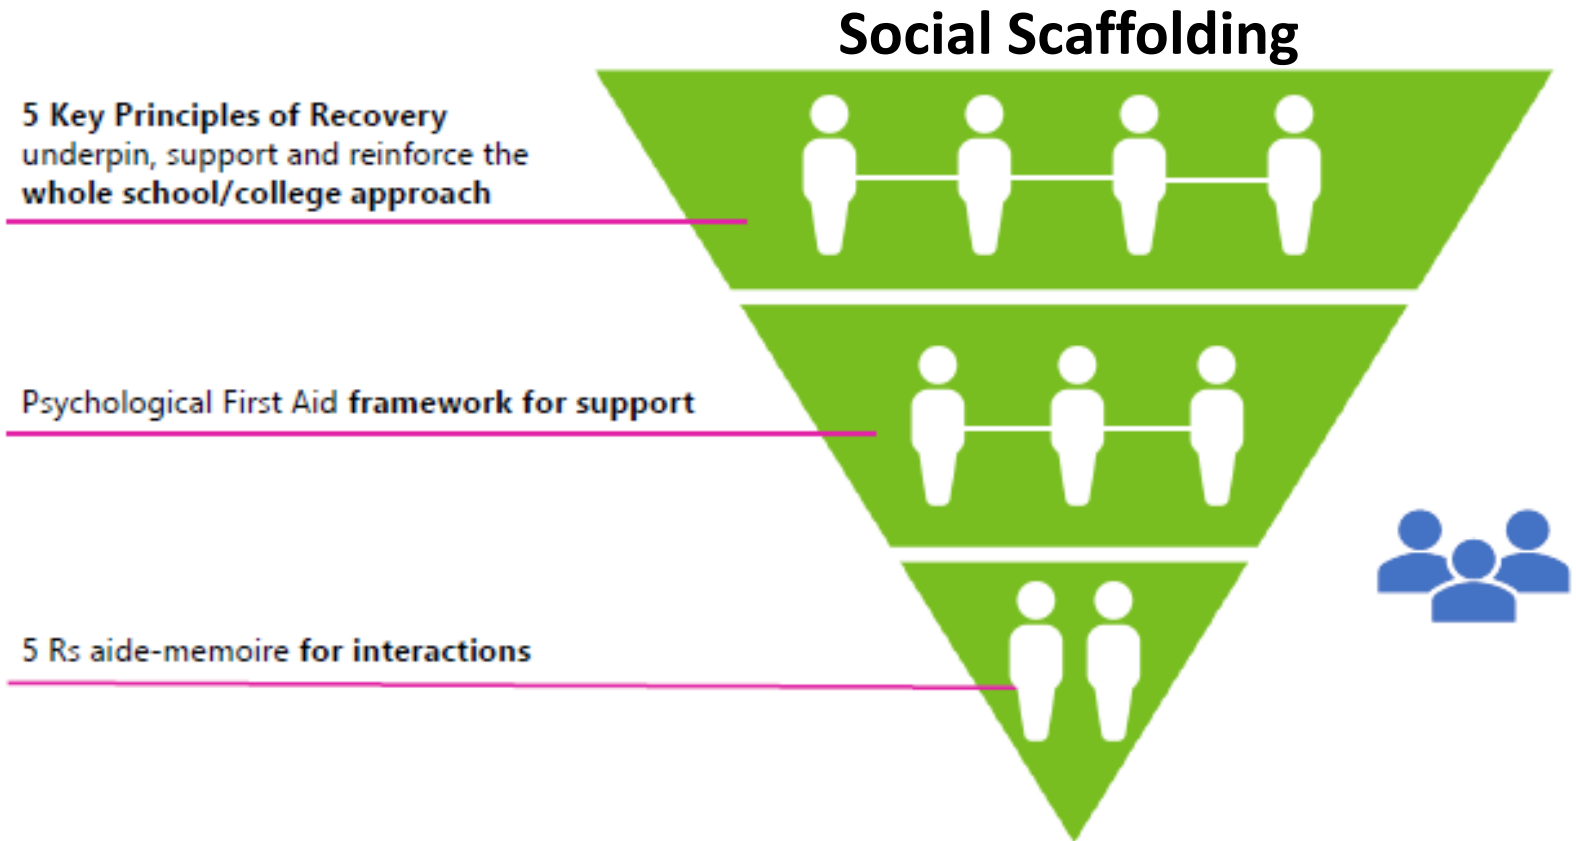 Social Scaffolding
5 Key Principles of Recovery
underpin, support and reinforce the
whole school/college approach
Psychological First Aid framework for support
5 Rs aide-memoire for interactions